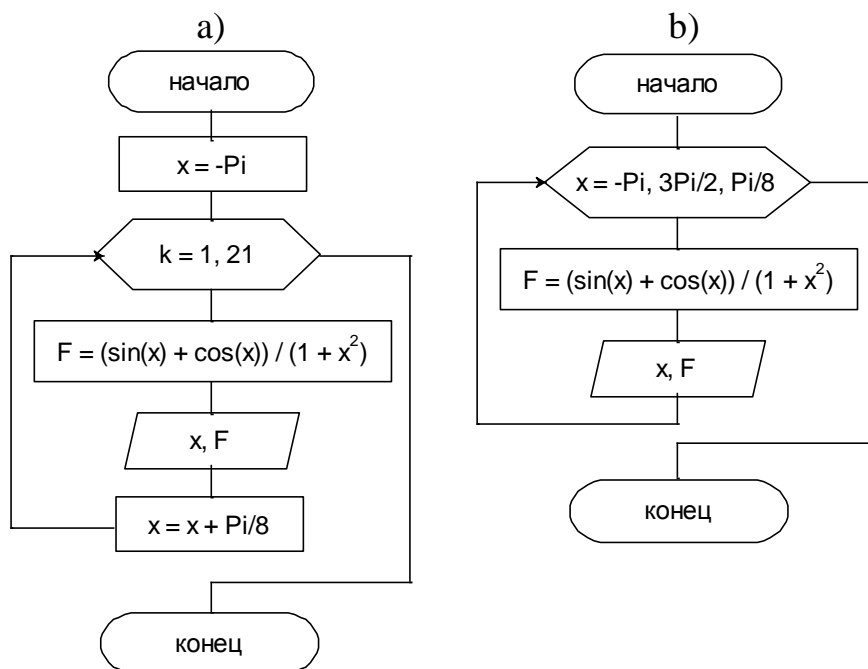 a)
начало
x = -Pi
k = 1, 21
F = (sin(x) + cos(x)) / (1 + x²)
x, F
x = x + Pi/8
конец
b)
начало
x = -Pi, 3Pi/2, Pi/8
F = (sin(x) + cos(x)) / (1 + x²)
x, F
конец